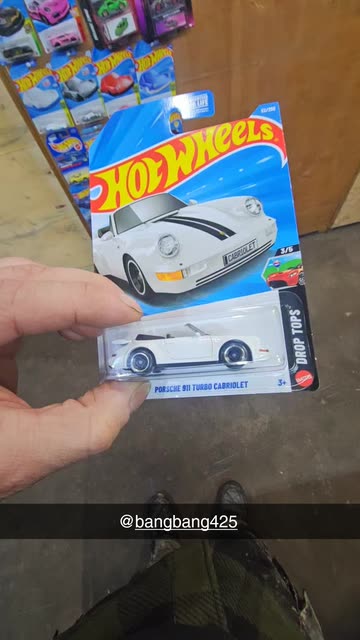 HOT WHEELS
CABRIOLET
3/5
DROP TOPS
PORSCHE 911 TURBO CABRIOLET
3+
@bangbang425